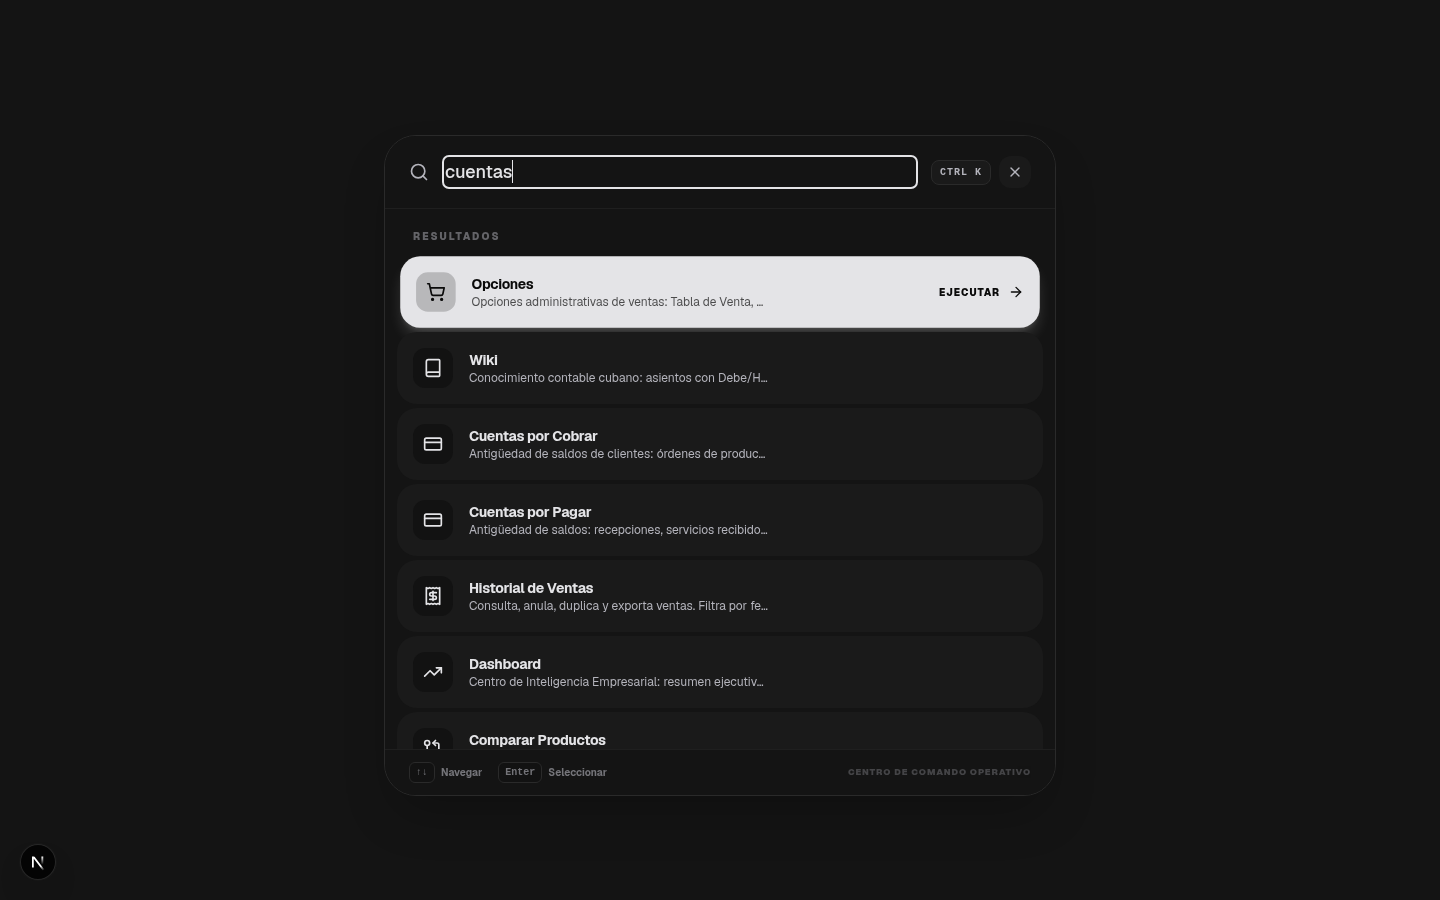 cuentas
CTRL K
RESULTADOS
Opciones
Opciones administrativas de ventas: Tabla de Venta, ...
EJECUTAR
Wiki
Conocimiento contable cubano: asientos con Debe/H...
Cuentas por Cobrar
Antigüedad de saldos de clientes: órdenes de produc...
Cuentas por Pagar
Antigüedad de saldos: recepciones, servicios recibido...
Historial de Ventas
Consulta, anula, duplica y exporta ventas. Filtra por fe...
Dashboard
Centro de Inteligencia Empresarial: resumen ejecutiv...
Comparar Productos
↑↓ Navegar Enter Seleccionar
CENTRO DE COMANDO OPERATIVO
N